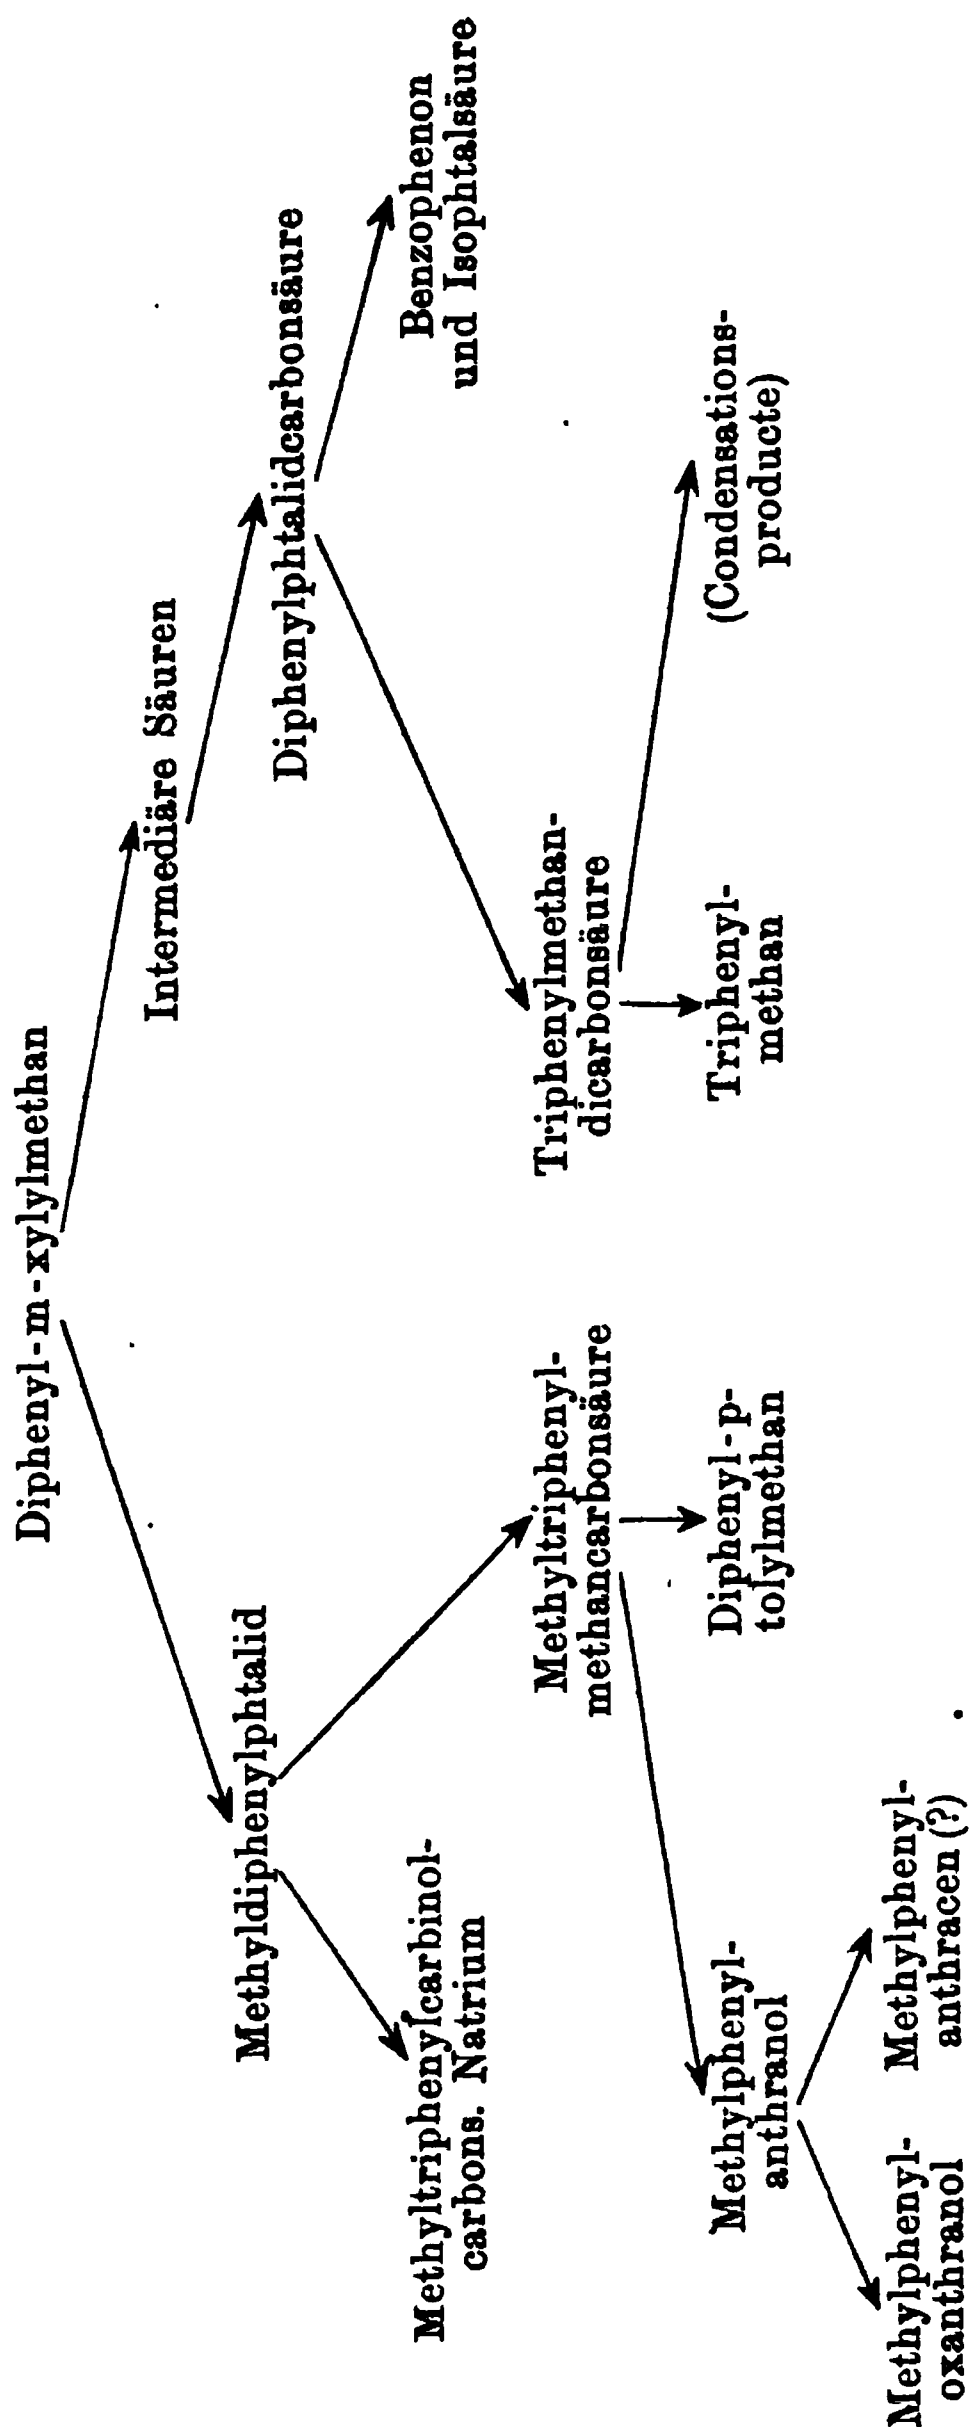 Diphenyl-m-xylylmethan
Intermediäre Säuren
Methyldiphenylphtalid
Diphenylphtalidcarbonsäure
Methyltriphenylcarbinol-
carbons. Natrium
Benzophenon
und Isophtalsäure
Methyltriphenyl-
methancarbonsäure
Triphenylmethan-
dicarbonsäure
Methylphenyl-
anthranol
Diphenyl-p-
tolylmethan
Triphenyl-
methan
(Condensations-
producte)
Methylphenyl-
oxanthranol
Methylphenyl-
anthracen (?)